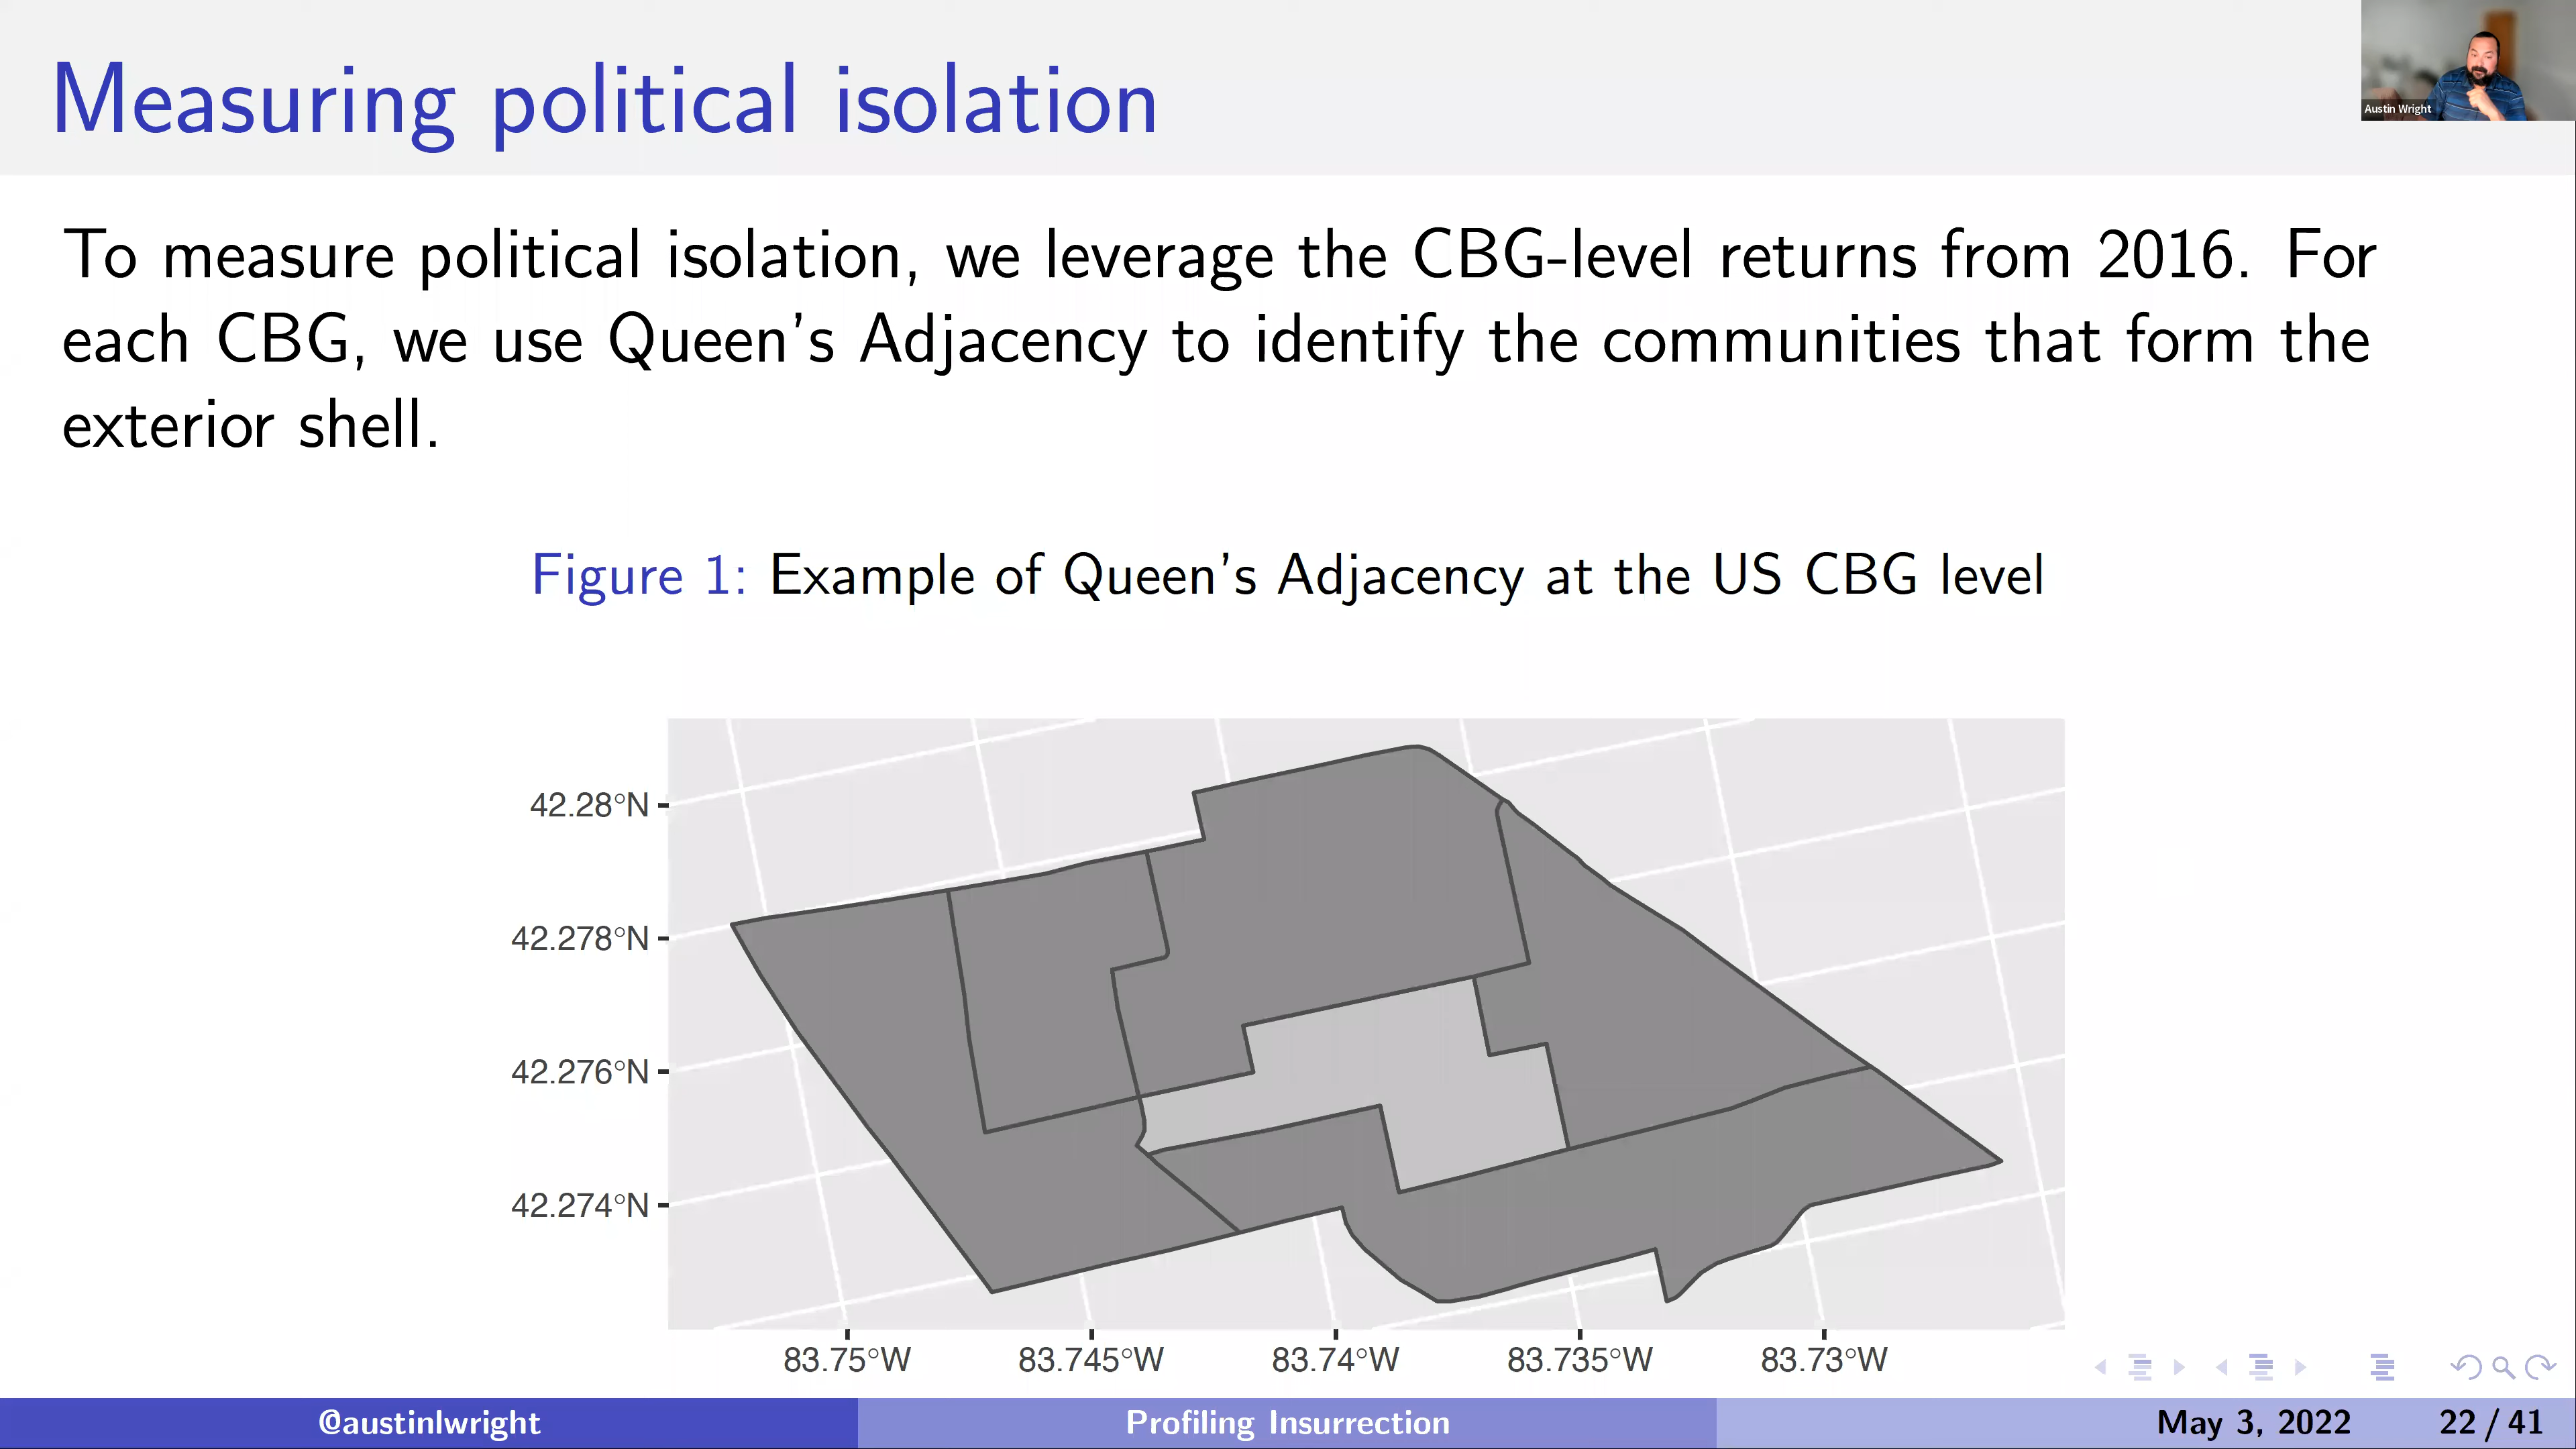 Measuring political isolation
Austin Wright
To measure political isolation, we leverage the CBG-level returns from 2016. For
each CBG, we use Queen's Adjacency to identify the communities that form the
exterior shell.
Figure 1: Example of Queen's Adjacency at the US CBG level
42.28°N
42.278°N
42.276°N
42.274°N
83.75°W 83.745°W 83.74°W 83.735°W 83.73°W
@austinlwright Profiling Insurrection May 3, 2022 22 / 41